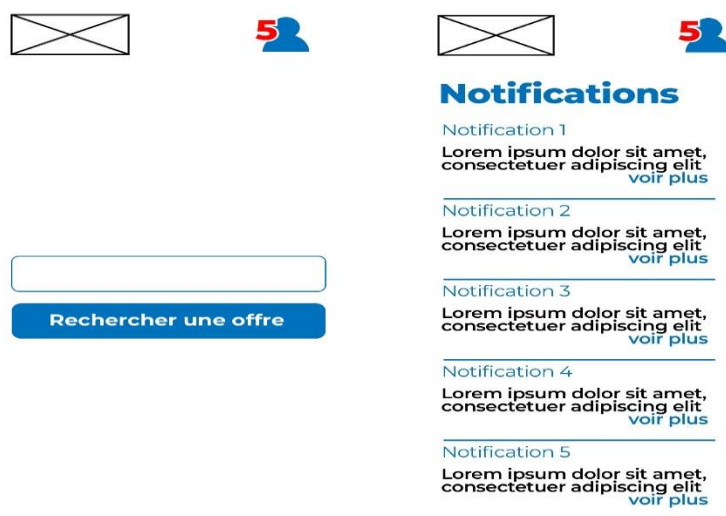 5
Rechercher une offre
5
Notifications
Notification 1
Lorem ipsum dolor sit amet,
consectetuer adipiscing elit
voir plus
Notification 2
Lorem ipsum dolor sit amet,
consectetuer adipiscing elit
voir plus
Notification 3
Lorem ipsum dolor sit amet,
consectetuer adipiscing elit
voir plus
Notification 4
Lorem ipsum dolor sit amet,
consectetuer adipiscing elit
voir plus
Notification 5
Lorem ipsum dolor sit amet,
consectetuer adipiscing elit
voir plus